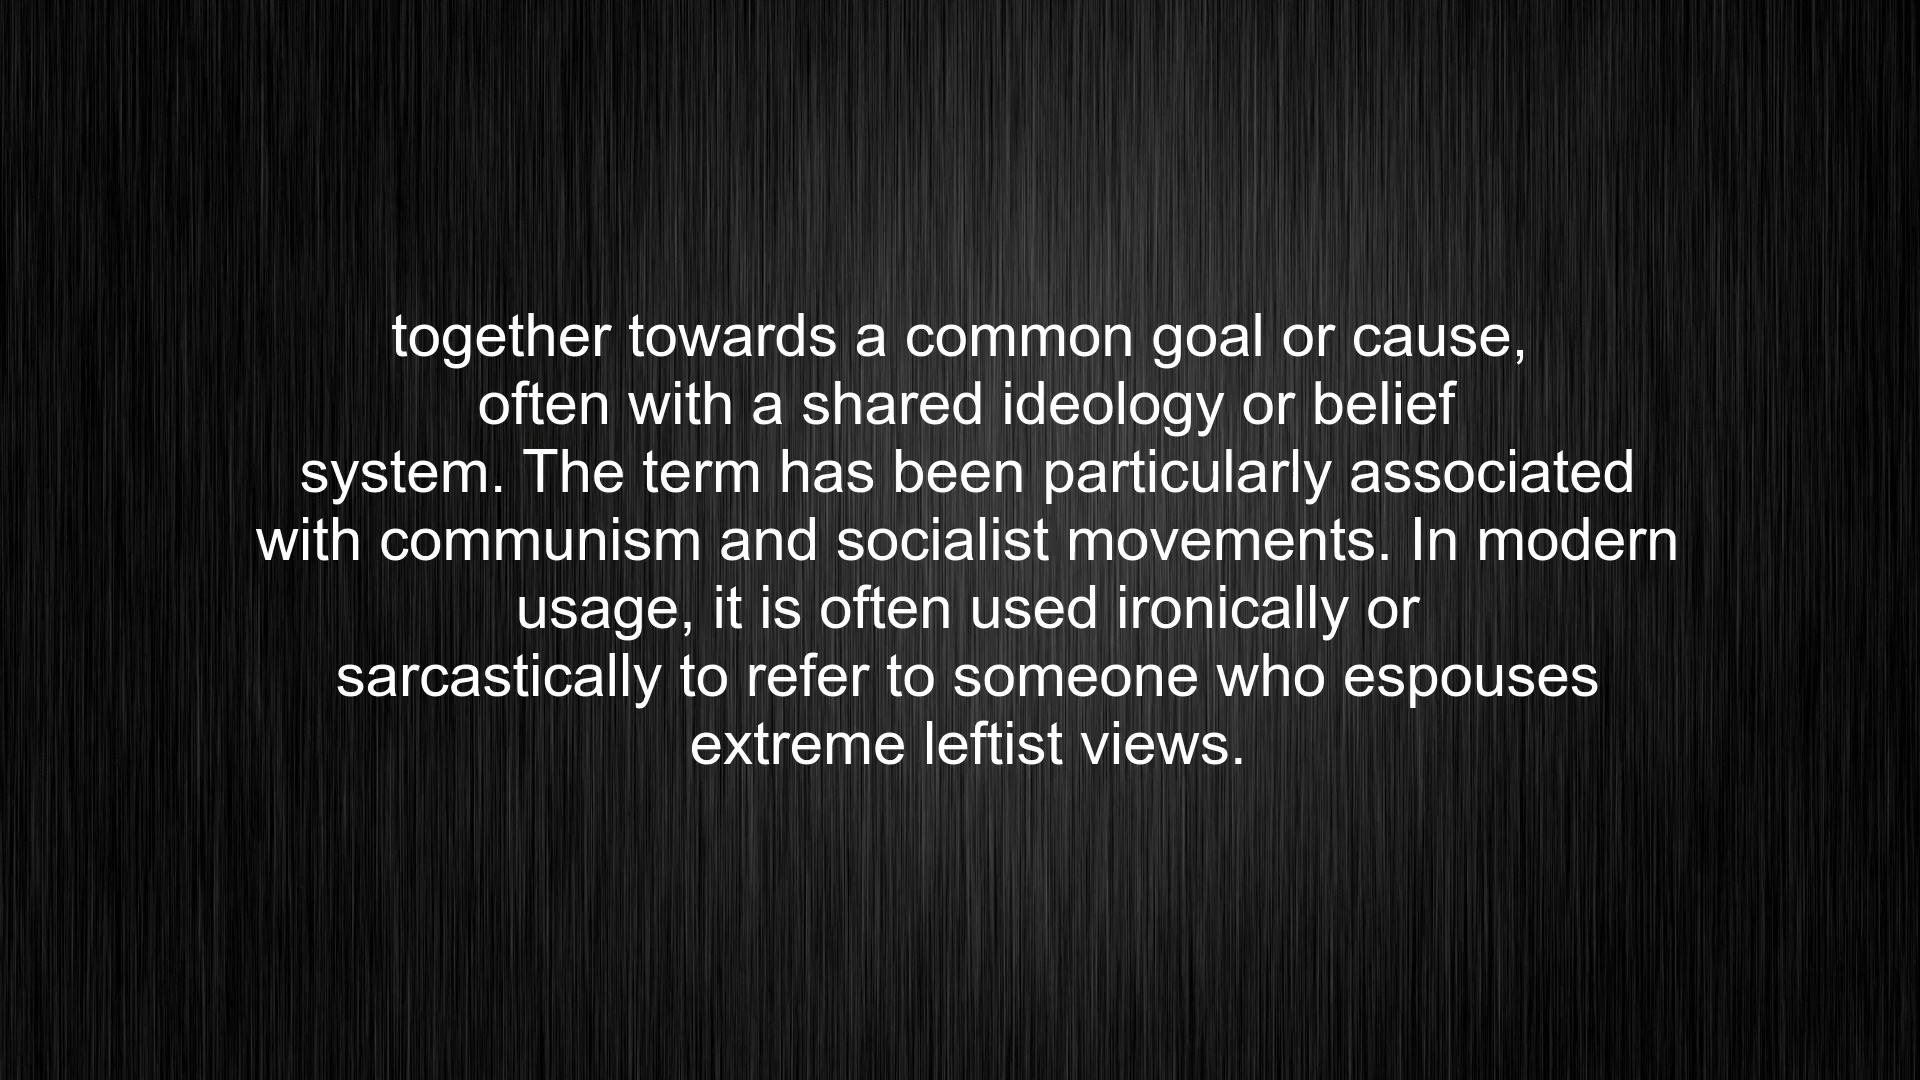 together towards a common goal or cause,
often with a shared ideology or belief
system. The term has been particularly associated
with communism and socialist movements. In modern
usage, it is often used ironically or
sarcastically to refer to someone who espouses
extreme leftist views.